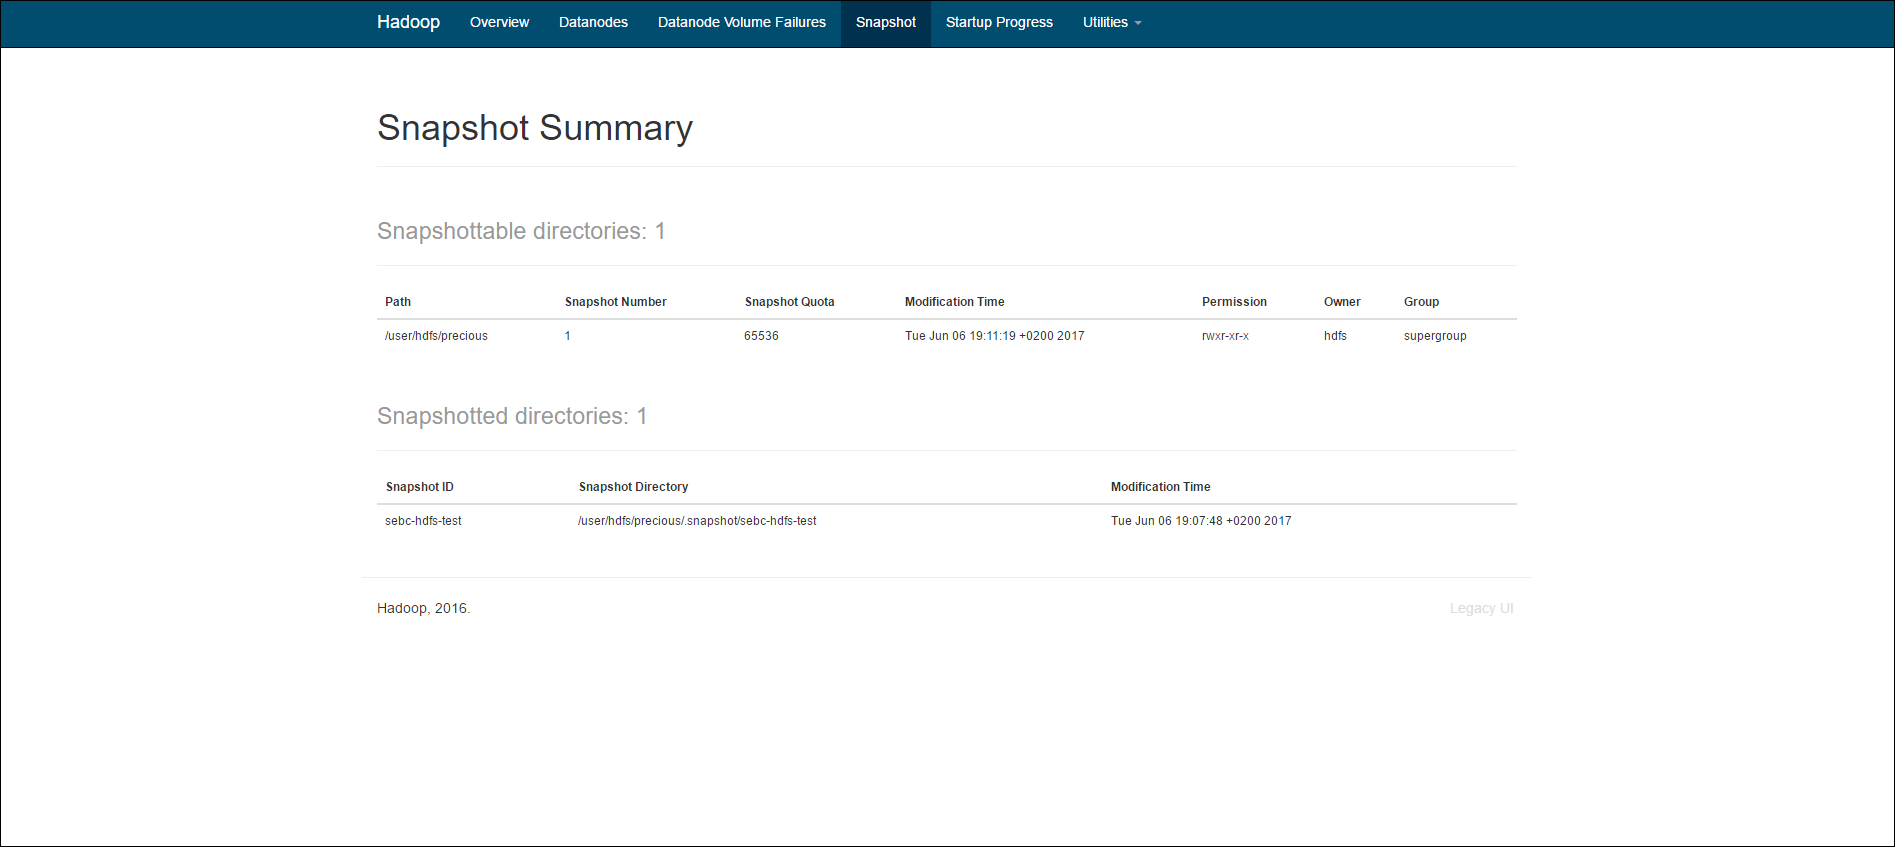 Hadoop Overview Datanodes Datanode Volume Failures Snapshot Startup Progress Utilities
Snapshot Summary
Snapshottable directories: 1
Path Snapshot Number Snapshot Quota Modification Time Permission Owner Group
/user/hdfs/precious 1 65536 Tue Jun 06 19:11:19 +0200 2017 rwxr-xr-x hdfs supergroup
Snapshotted directories: 1
Snapshot ID Snapshot Directory Modification Time
sebc-hdfs-test /user/hdfs/precious/.snapshot/sebc-hdfs-test Tue Jun 06 19:07:48 +0200 2017
Hadoop, 2016. Legacy UI